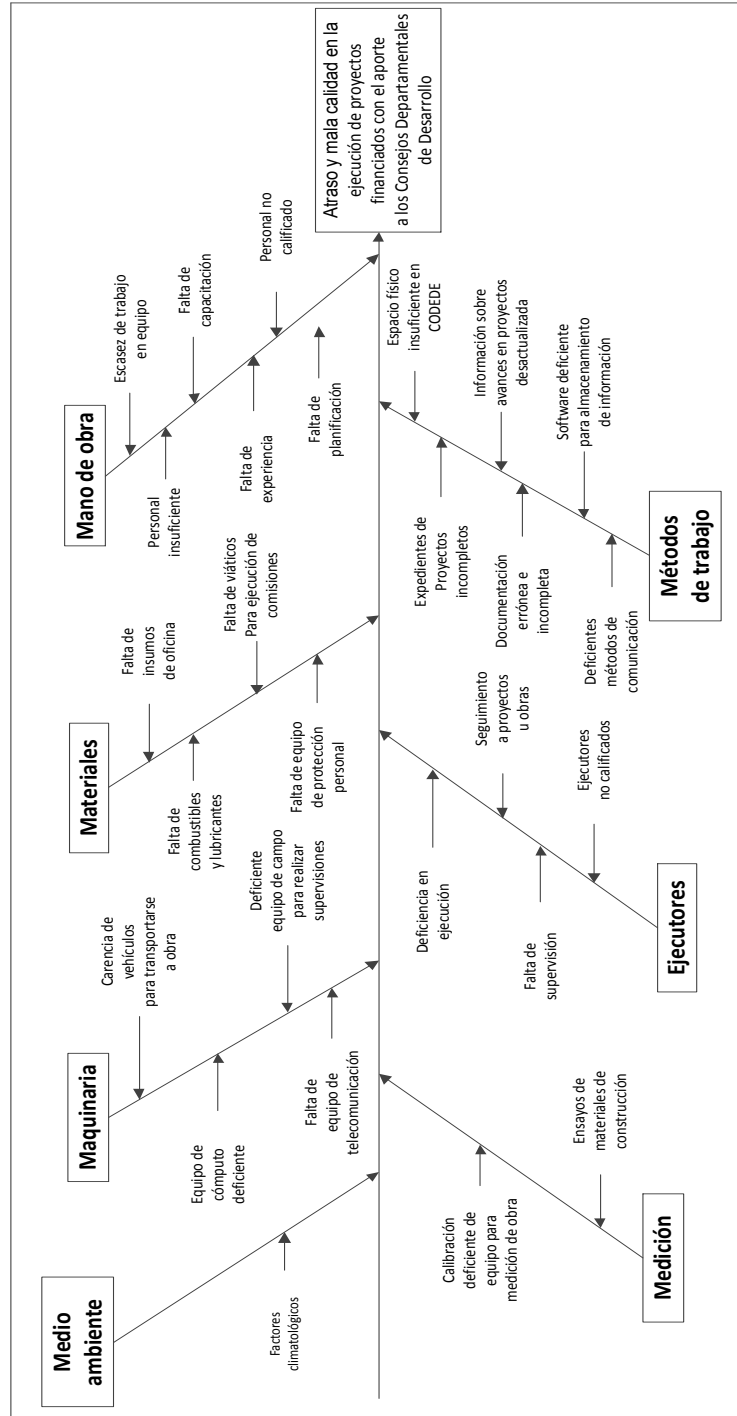 Medio
ambiente
Factores
climatológicos
Maquinaria
Carencia de
vehículos
para transportarse
a obra
Equipo de
cómputo
deficiente
Deficiente
equipo de campo
para realizar
supervisiones
Falta de
equipo de
telecomunicación
Materiales
Falta de
insumos
de oficina
Falta de
combustibles
y lubricantes
Falta de viáticos
Para ejecución de
comisiones
Falta de equipo
de protección
personal
Mano de obra
Escasez de trabajo
en equipo
Personal
insuficiente
Falta de
capacitación
Falta de
experiencia
Personal no
calificado
Falta de
planificación
Atraso y mala calidad en la
ejecución de proyectos
financiados con el aporte
a los Consejos Departamentales
de Desarrollo
Medición
Calibración
deficiente de
equipo para
medición de obra
Ensayos de
materiales de
construcción
Ejecutores
Deficiencia en
ejecución
Seguimiento
a proyectos
u obras
Falta de
supervisión
Ejecutores
no calificados
Métodos
de trabajo
Espacio físico
insuficiente en
CODEDE
Expedientes de
Proyectos
incompletos
Información sobre
avances en proyectos
desactualizada
Documentación
errónea e
incompleta
Software deficiente
para almacenamiento
de información
Deficientes
métodos de
comunicación